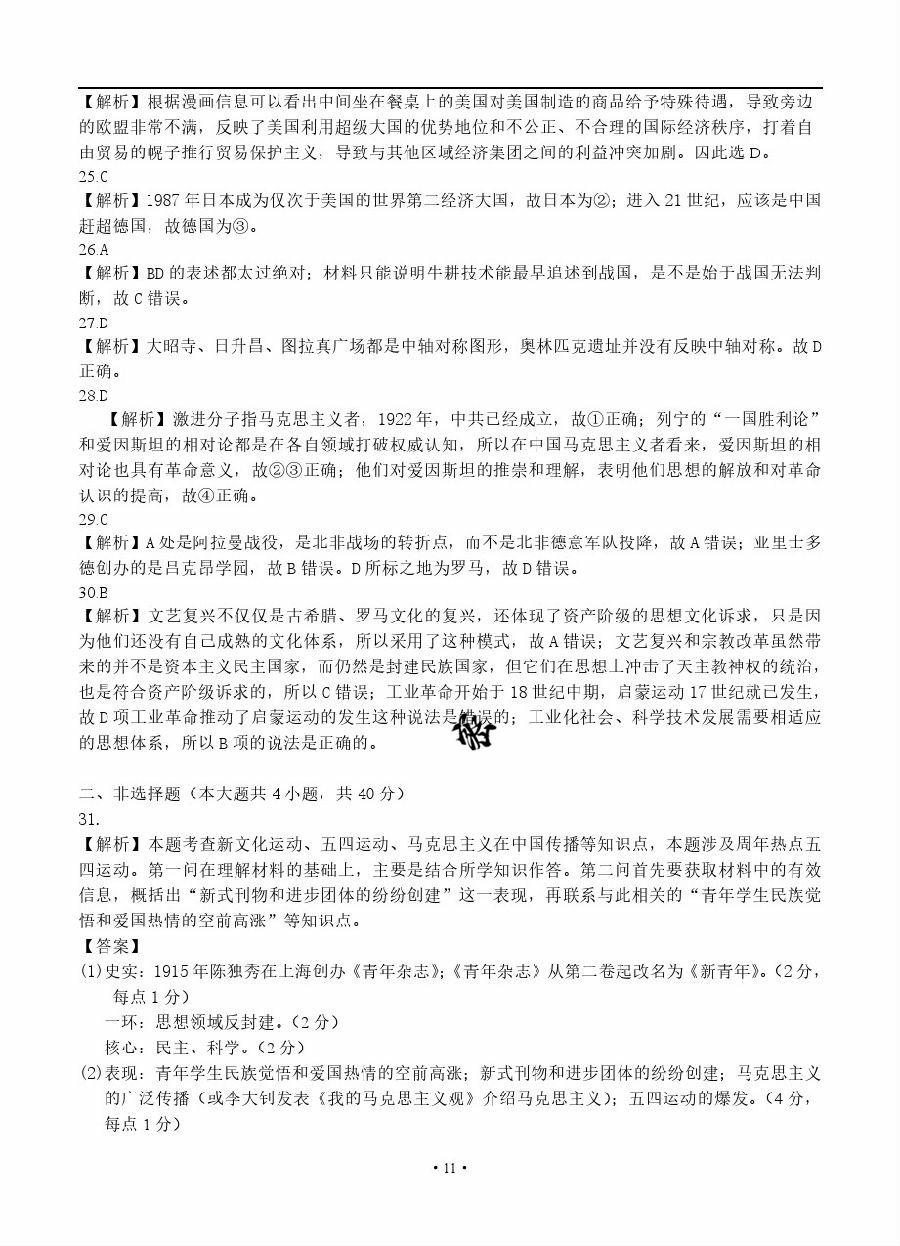 【解析】根据漫画信息可以看出中间坐在餐桌上的美国对美国制造的商品给予特殊待遇，导致旁边
的欧盟非常不满，反映了美国利用超级大国的优势地位和不公正、不合理的国际经济秩序，打着自
由贸易的幌子推行贸易保护主义，导致与其他区域经济集团之间的利益冲突加剧。因此选 D。
25.C
【解析】1987 年日本成为仅次于美国的世界第二经济大国，故日本为②；进入 21 世纪，应该是中国
赶超德国，故德国为③。
26.A
【解析】BD 的表述都太过绝对；材料只能说明牛耕技术能最早追述到战国，是不是始于战国无法判
断，故 C 错误。
27.D
【解析】大昭寺、日升昌、图拉真广场都是中轴对称图形，奥林匹克遗址并没有反映中轴对称。故 D
正确。
28.D
【解析】激进分子指马克思主义者，1922 年，中共已经成立，故①正确；列宁的“一国胜利论”
和爱因斯坦的相对论都是在各自领域打破权威认知，所以在中国马克思主义者看来，爱因斯坦的相
对论也具有革命意义，故②③正确；他们对爱因斯坦的推崇和理解，表明他们思想的解放和对革命
认识的提高，故④正确。
29.C
【解析】A 处是阿拉曼战役，是北非战场的转折点，而不是北非德意军队投降，故 A 错误；亚里士多
德创办的是吕克昂学园，故 B 错误。D 所标之地为罗马，故 D 错误。
30.B
【解析】文艺复兴不仅仅是古希腊、罗马文化的复兴，还体现了资产阶级的思想文化诉求，只是因
为他们还没有自己成熟的文化体系，所以采用了这种模式，故 A 错误；文艺复兴和宗教改革虽然带
来的并不是资本主义民主国家，而仍然是封建民族国家，但它们在思想上冲击了天主教神权的统治，
也是符合资产阶级诉求的，所以 C 错误；工业革命开始于 18 世纪中期，启蒙运动 17 世纪就已发生，
故 D 项工业革命推动了启蒙运动的发生这种说法是错误的；工业化社会、科学技术发展需要相适应
的思想体系，所以 B 项的说法是正确的。
二、非选择题（本大题共 4 小题，共 40 分）
31.
【解析】本题考查新文化运动、五四运动、马克思主义在中国传播等知识点，本题涉及周年热点五
四运动。第一问在理解材料的基础上，主要是结合所学知识作答。第二问首先要获取材料中的有效
信息，概括出“新式刊物和进步团体的纷纷创建”这一表现，再联系与此相关的“青年学生民族觉
悟和爱国热情的空前高涨”等知识点。
【答案】
(1)史实：1915 年陈独秀在上海创办《青年杂志》；《青年杂志》从第二卷起改名为《新青年》。（2 分，
每点 1 分）
一环：思想领域反封建。（2 分）
核心：民主、科学。（2 分）
(2)表现：青年学生民族觉悟和爱国热情的空前高涨；新式刊物和进步团体的纷纷创建；马克思主义
的广泛传播（或李大钊发表《我的马克思主义观》介绍马克思主义）；五四运动的爆发。（4 分，
每点 1 分）
·11·